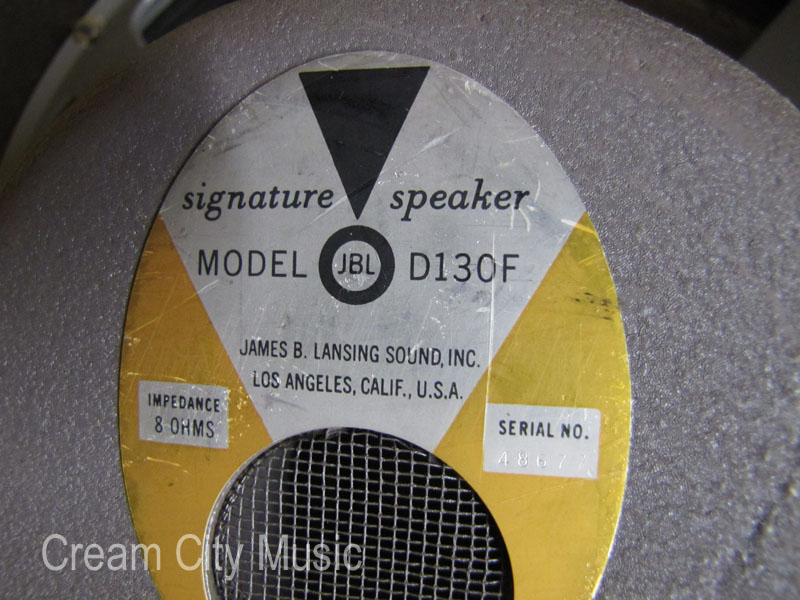 signature speaker
MODEL JBL D130F
JAMES B. LANSING SOUND, INC.
LOS ANGELES, CALIF., U.S.A.
IMPEDANCE
8 OHMS
SERIAL NO.
Cream City Music